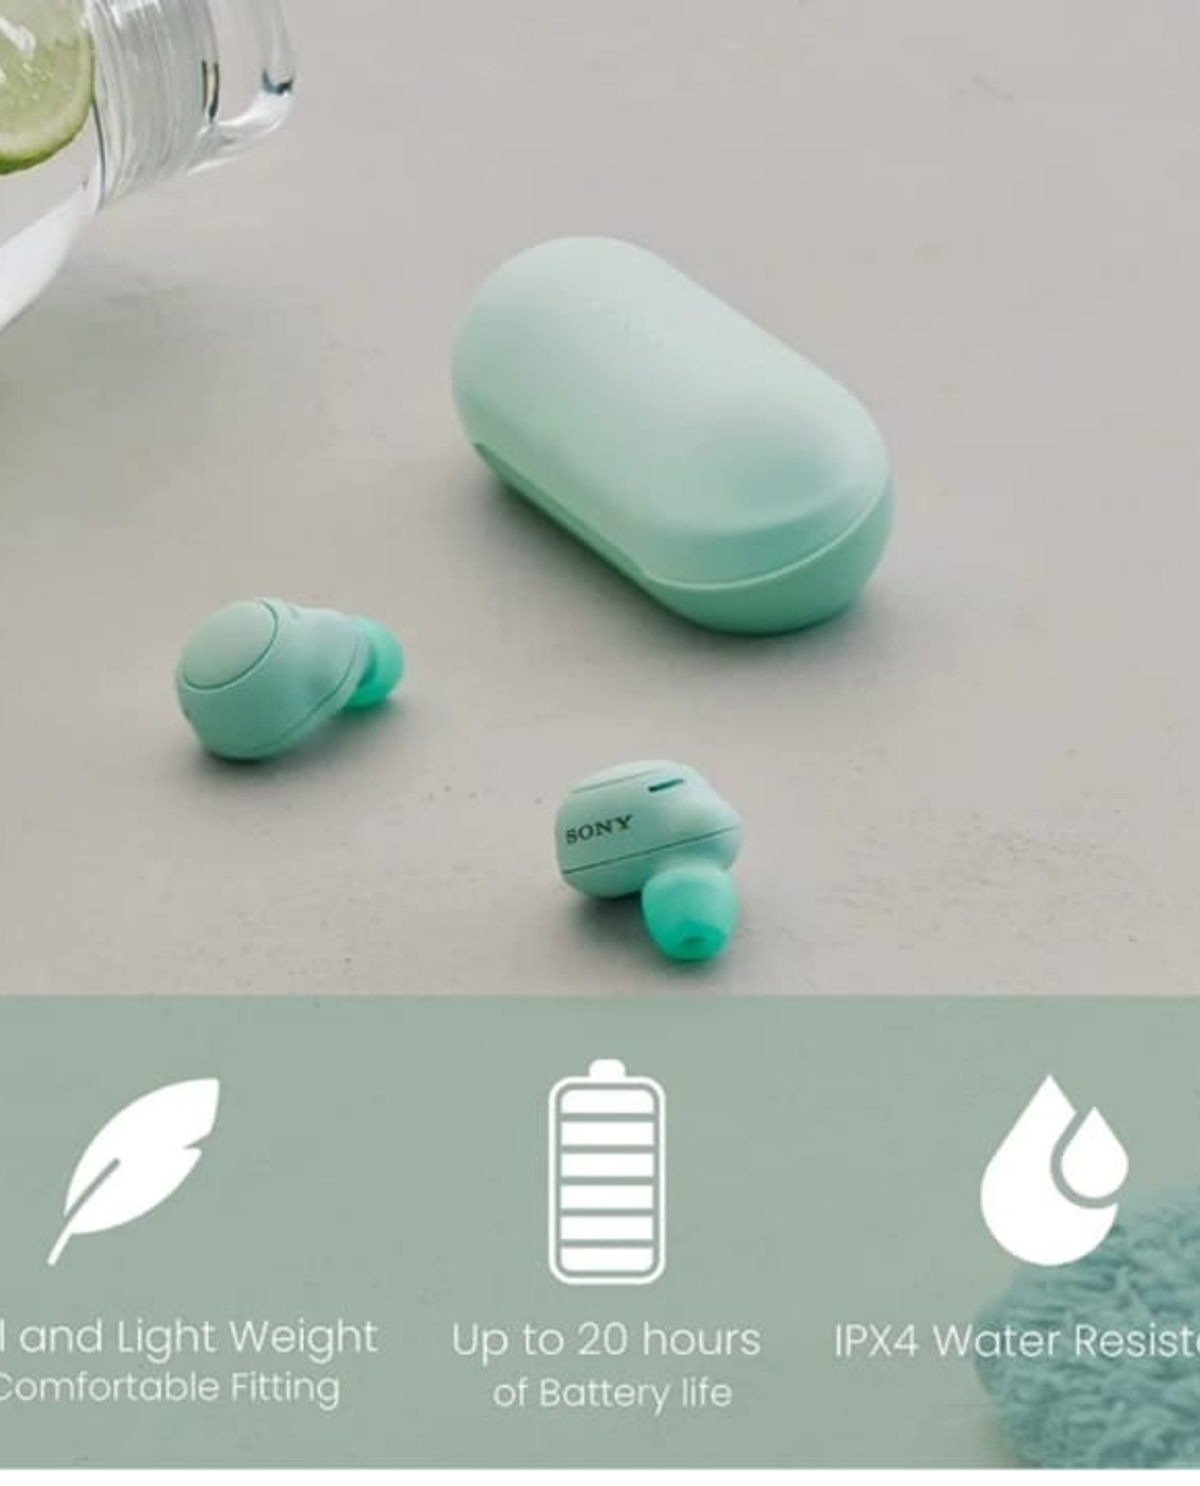 SONY
l and Light Weight
Comfortable Fitting
Up to 20 hours
of Battery life
IPX4 Water Resist